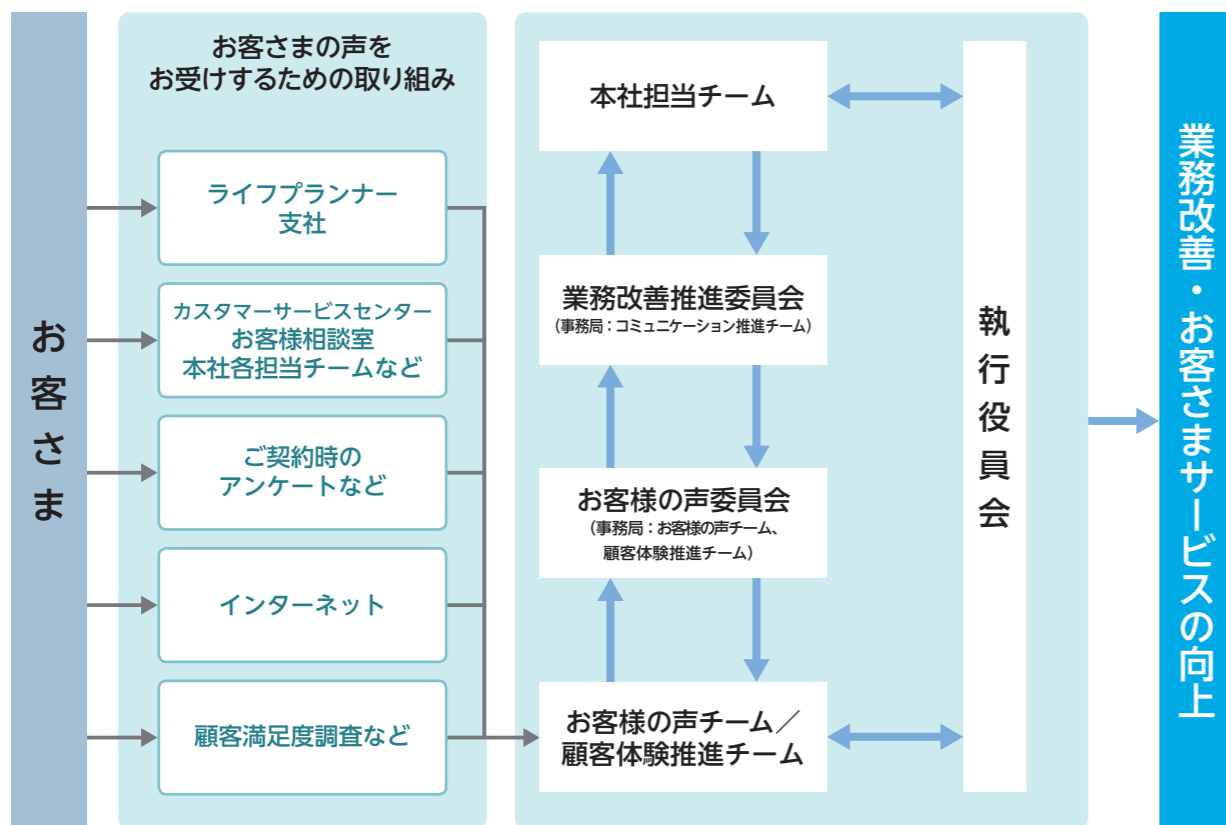 お客さま
お客さまの声を
お受けするための取り組み
ライフプランナー
支社
カスタマーサービスセンター
お客様相談室
本社各担当チームなど
ご契約時の
アンケートなど
インターネット
顧客満足度調査など
本社担当チーム
業務改善推進委員会
（事務局：コミュニケーション推進チーム）
お客様の声委員会
（事務局：お客様の声チーム、
顧客体験推進チーム）
お客様の声チーム／
顧客体験推進チーム
執行役員会
業務改善・お客さまサービスの向上